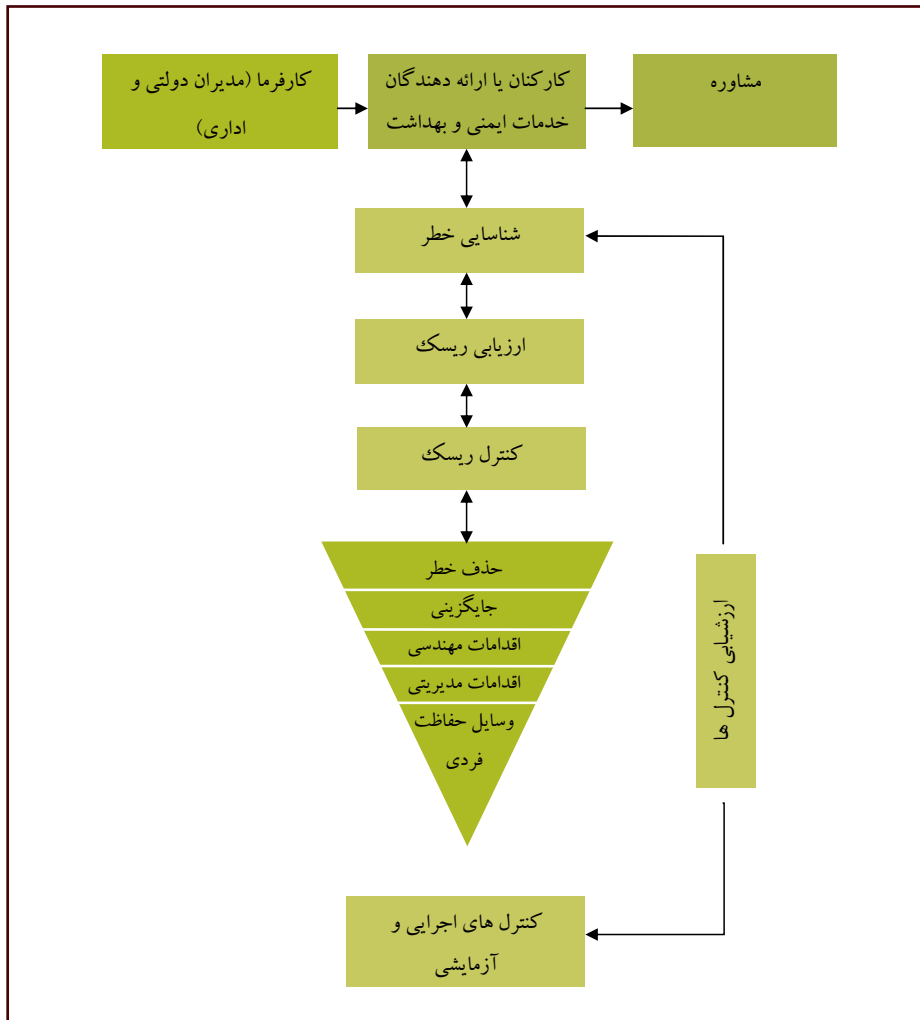 کارفرما (مدیران دولتی و
اداری)
کارکنان یا ارائه دهندگان
خدمات ایمنی و بهداشت
مشاوره
شناسایی خطر
ارزیابی ریسک
کنترل ریسک
حذف خطر
جایگزینی
اقدامات مهندسی
اقدامات مدیریتی
وسایل حفاظت
فردی
ارزشیابی کنترل ها
کنترل های اجرایی و
آزمایشی